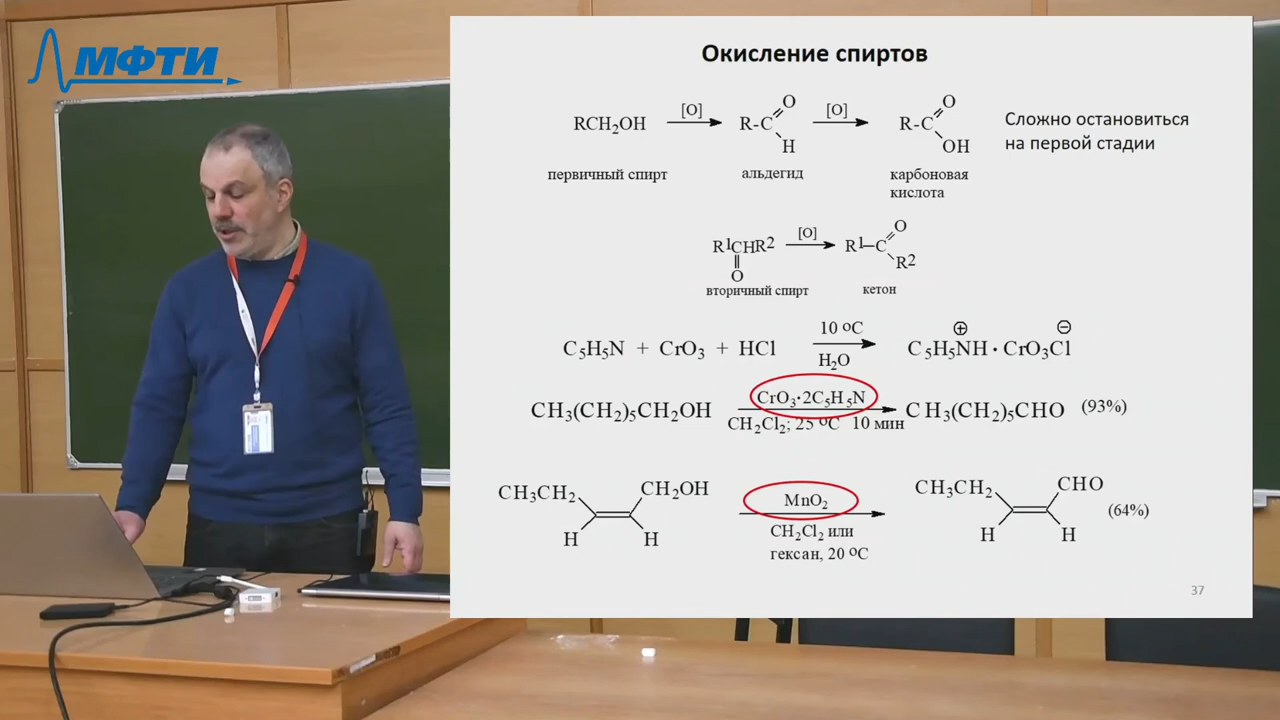 МФТИ
Окисление спиртов
RCH₂OH [O] R-C O H [O] R-C O OH
Сложно остановиться
на первой стадии
первичный спирт альдегид карбоновая
кислота
R¹CHR² O [O] R¹–C O R²
вторичный спирт кетон
C₅H₅N + CrO₃ + HCl 10 ºC H₂O C₅H₅NH · CrO₃Cl ⊕ ⊖
CH₃(CH₂)₅CH₂OH CrO₃·2C₅H₅N CH₃(CH₂)₅CHO (93%)
CH₂Cl₂; 25 ºC 10 мин
CH₃CH₂ CH₂OH H H MnO₂ CH₃CH₂ CHO H H (64%)
CH₂Cl₂ или
гексан, 20 ºC
37